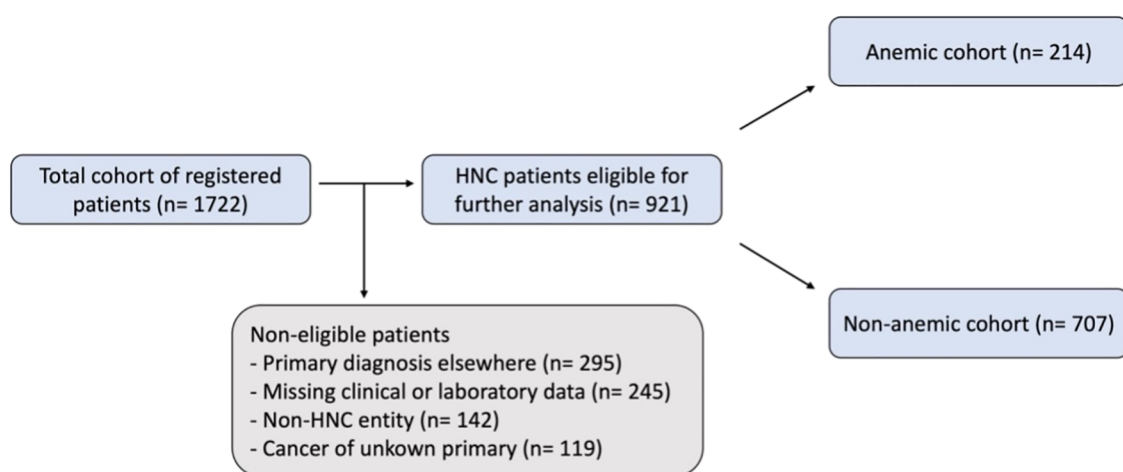 Total cohort of registered
patients (n= 1722)
HNC patients eligible for
further analysis (n= 921)
Anemic cohort (n= 214)
Non-anemic cohort (n= 707)
Non-eligible patients
- Primary diagnosis elsewhere (n= 295)
- Missing clinical or laboratory data (n= 245)
- Non-HNC entity (n= 142)
- Cancer of unkown primary (n= 119)